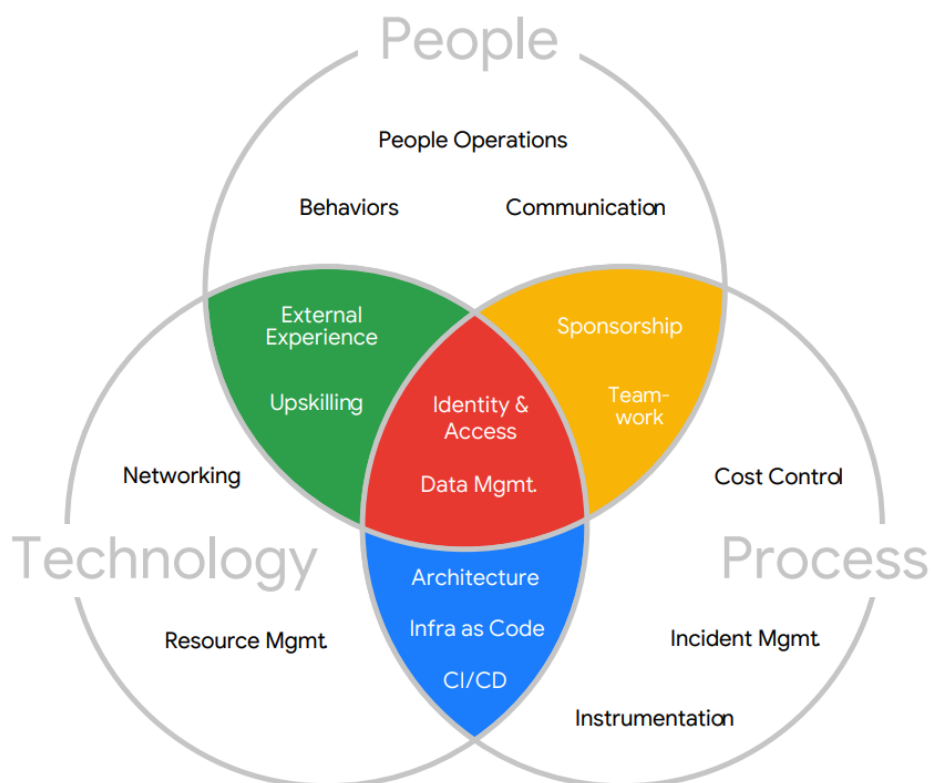 People
People Operations
Behaviors
Communication
External
Experience
Upskilling
Sponsorship
Team-
work
Identity &
Access
Data Mgmt.
Networking
Cost Control
Technology
Process
Architecture
Infra as Code
CI/CD
Resource Mgmt.
Incident Mgmt.
Instrumentation